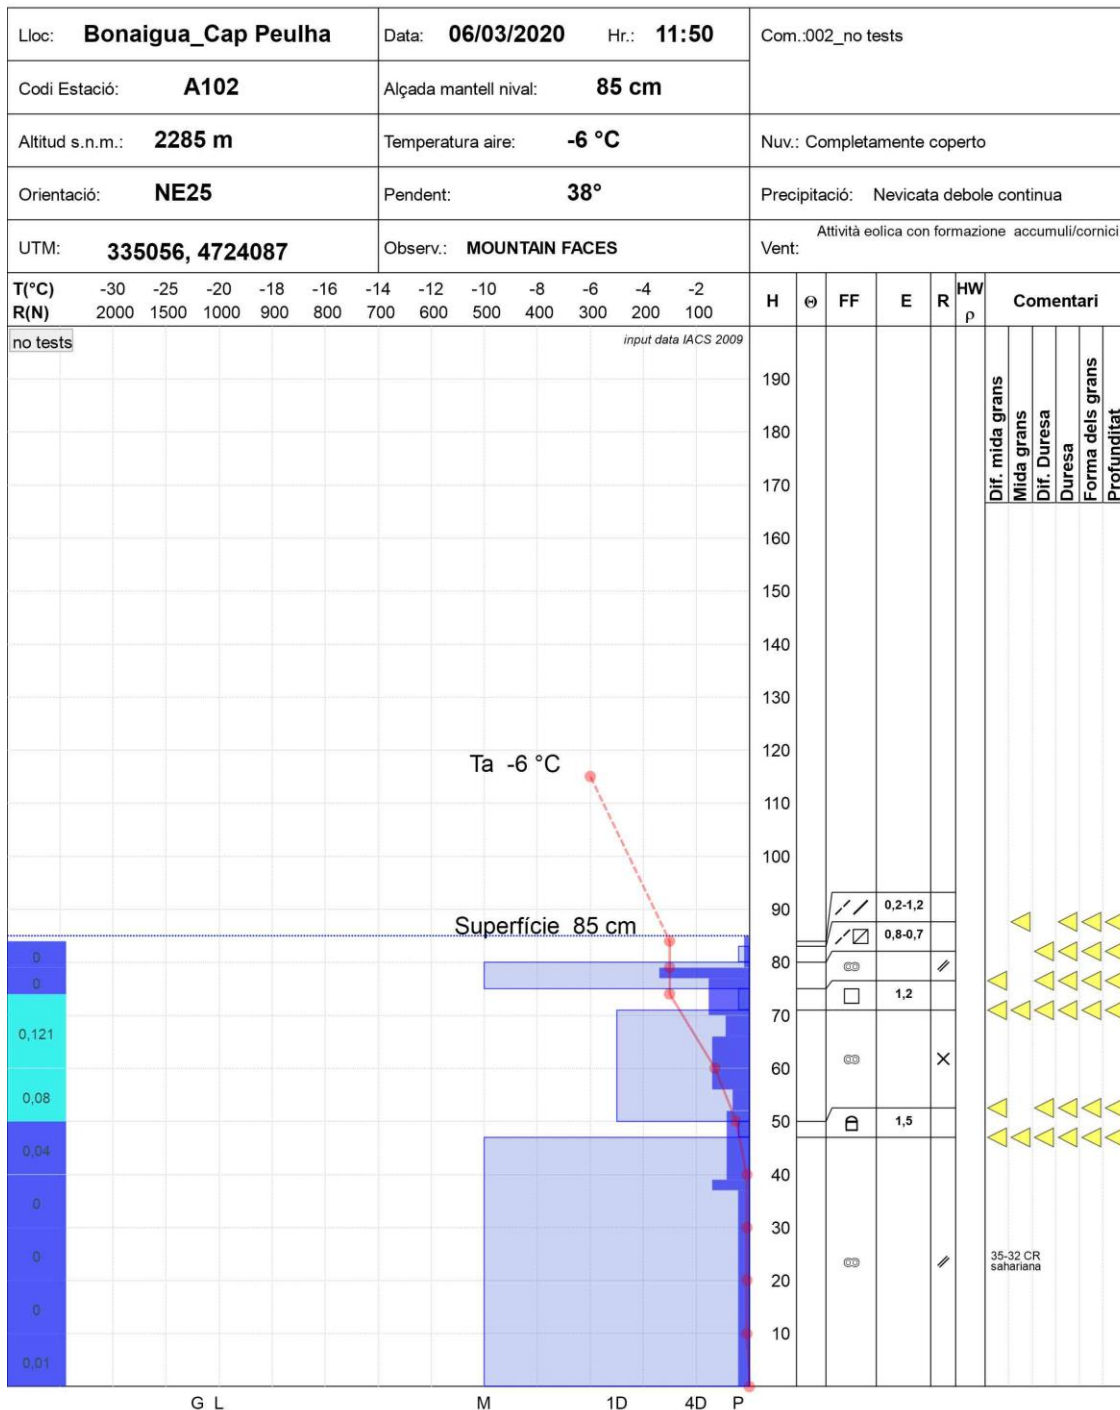 Lloc: Bonaigua_Cap Peulha Data: 06/03/2020 Hr.: 11:50 Com.:002_no tests
Codi Estació: A102 Alçada mantell nival: 85 cm
Altitud s.n.m.: 2285 m Temperatura aire: -6 °C Nuv.: Completamente coperto
Orientació: NE25 Pendent: 38° Precipitació: Nevicata debole continua
UTM: 335056, 4724087 Observ.: MOUNTAIN FACES Vent: Attività eolica con formazione accumuli/cornici
T(°C) -30 -25 -20 -18 -16 -14 -12 -10 -8 -6 -4 -2
R(N) 2000 1500 1000 900 800 700 600 500 400 300 200 100
H Θ FF E R HW ρ Comentari
no tests
input data IACS 2009
Dif. mida grans
Mida grans
Dif. Duresa
Duresa
Forma dels grans
Profunditat
190
180
170
160
150
140
130
120
Ta -6 °C
110
100
90 0,2-1,2
Superfície 85 cm
0,8-0,7
0 80
0
1,2
70
0,121
60
0,08
50 1,5
0,04
40
0
30
0 35-32 CR
sahariana
20
0
10
0,01
G L M 1D 4D P